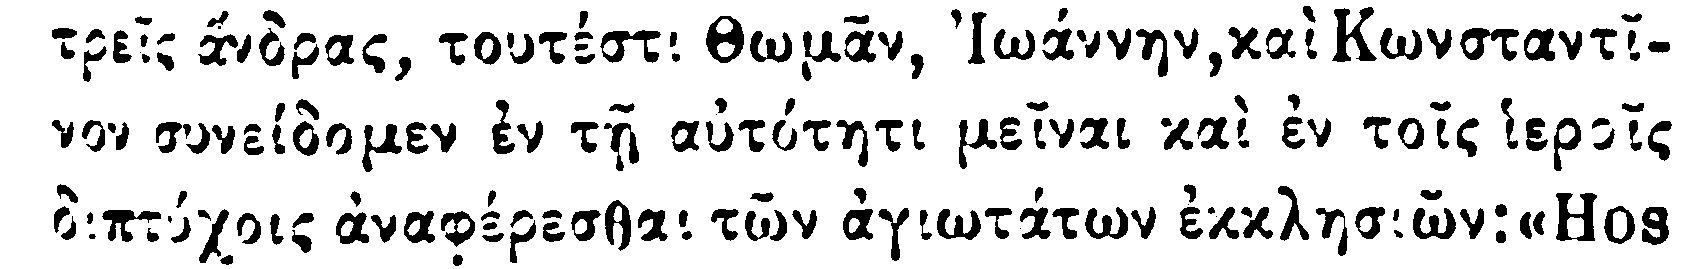 τρεῖς ἄνδρας, τουτέστι Θωμᾶν, Ἰωάννην, καὶ Κωνσταντῖ-
νον συνείδομεν ἐν τῇ αὐτότητι μεῖναι καὶ ἐν τοῖς ἱεροῖς
διπτύχοις ἀναφέρεσθαι τῶν ἁγιωτάτων ἐκκλησιῶν: «Hos